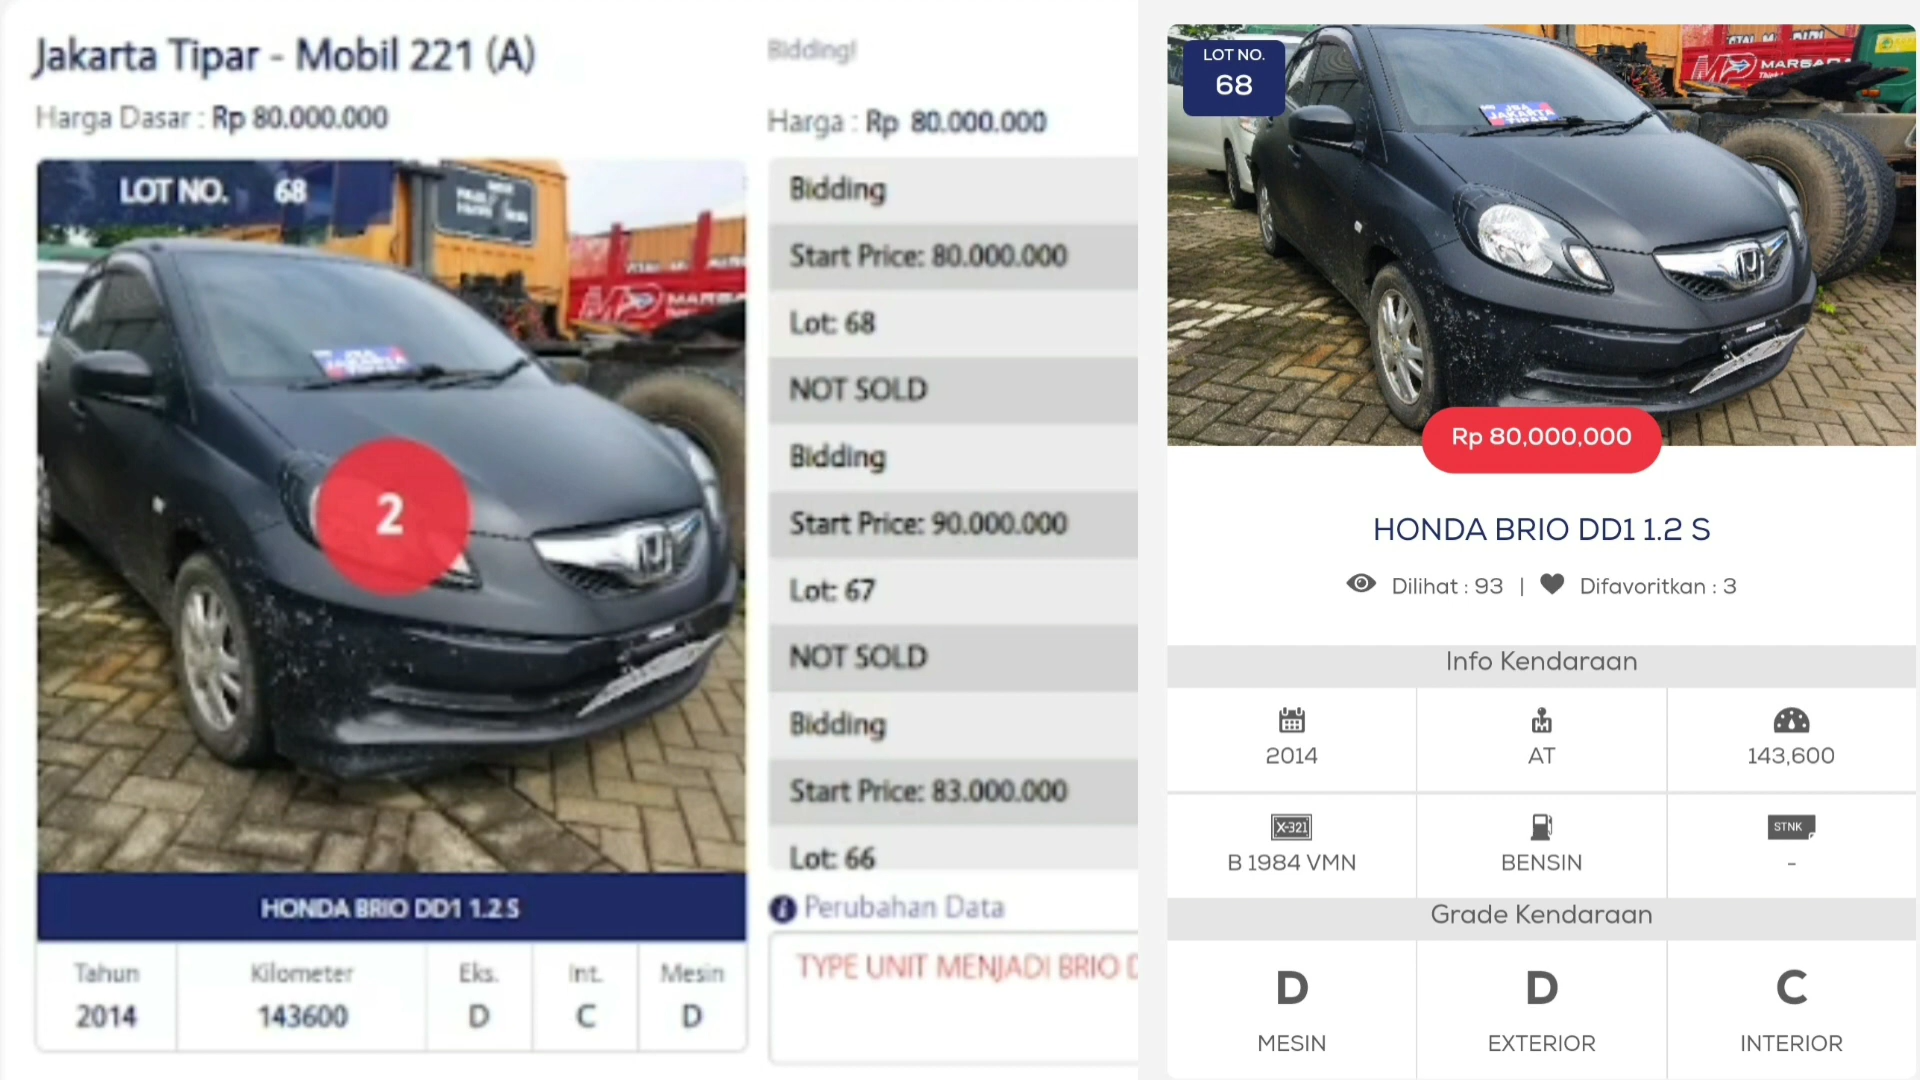 Jakarta Tipar - Mobil 221 (A)
Harga Dasar : Rp 80.000.000
LOT NO. 68
2
MARSA
HONDA BRIO DD1 1.2 S
Tahun
Kilometer
Eks.
Int.
Mesin
2014
143600
D
C
D
Bidding!
Harga : Rp 80.000.000
Bidding
Start Price: 80.000.000
Lot: 68
NOT SOLD
Bidding
Start Price: 90.000.000
Lot: 67
NOT SOLD
Bidding
Start Price: 83.000.000
Lot: 66
Perubahan Data
TYPE UNIT MENJADI BRIO D
LOT NO.
68
JBA
JAKARTA
TIPAR
MARSADA
Rp 80,000,000
HONDA BRIO DD1 1.2 S
Dilihat : 93 | Difavoritkan : 3
Info Kendaraan
2014
AT
143,600
X-321
STNK
B 1984 VMN
BENSIN
-
Grade Kendaraan
D
D
C
MESIN
EXTERIOR
INTERIOR